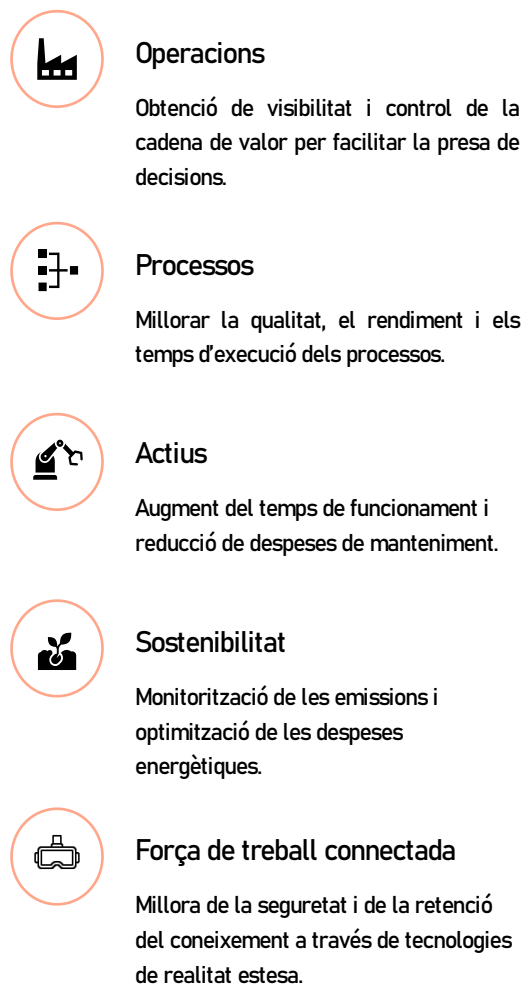 Operacions
Obtenció de visibilitat i control de la
cadena de valor per facilitar la presa de
decisions.
Processos
Millorar la qualitat, el rendiment i els
temps d'execució dels processos.
Actius
Augment del temps de funcionament i
reducció de despeses de manteniment.
Sostenibilitat
Monitorització de les emissions i
optimització de les despeses
energètiques.
Força de treball connectada
Millora de la seguretat i de la retenció
del coneixement a través de tecnologies
de realitat estesa.